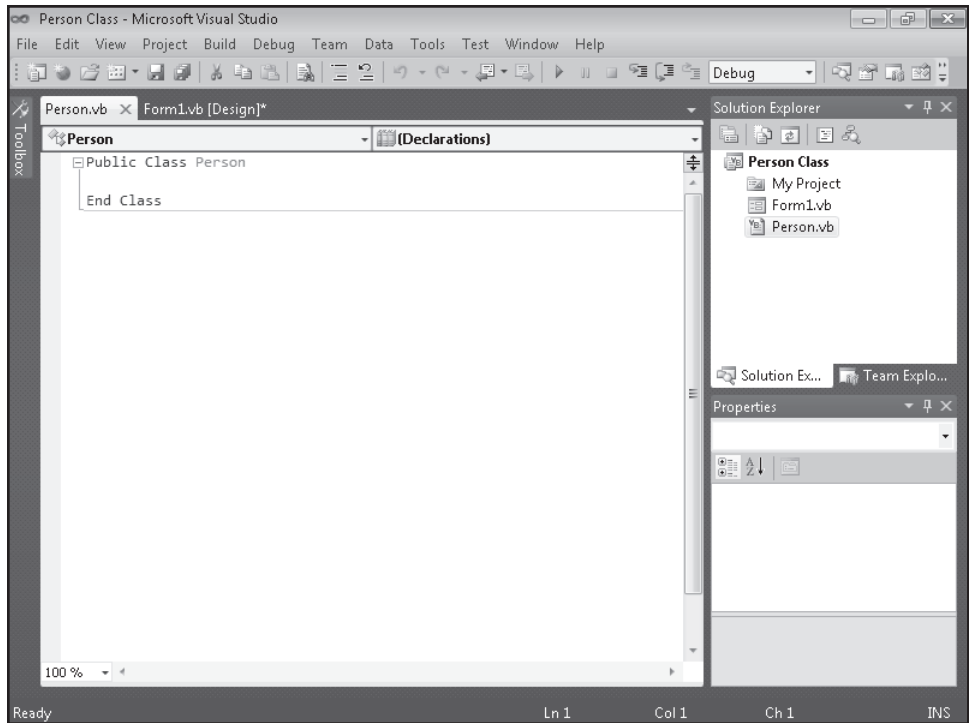 Person Class - Microsoft Visual Studio
File Edit View Project Build Debug Team Data Tools Test Window Help
Debug
Toolbox
Person.vb Form1.vb [Design]*
Person (Declarations)
Public Class Person
End Class
100 %
Solution Explorer
Person Class
My Project
Form1.vb
Person.vb
Solution Ex... Team Explo...
Properties
Ready Ln 1 Col 1 Ch 1 INS